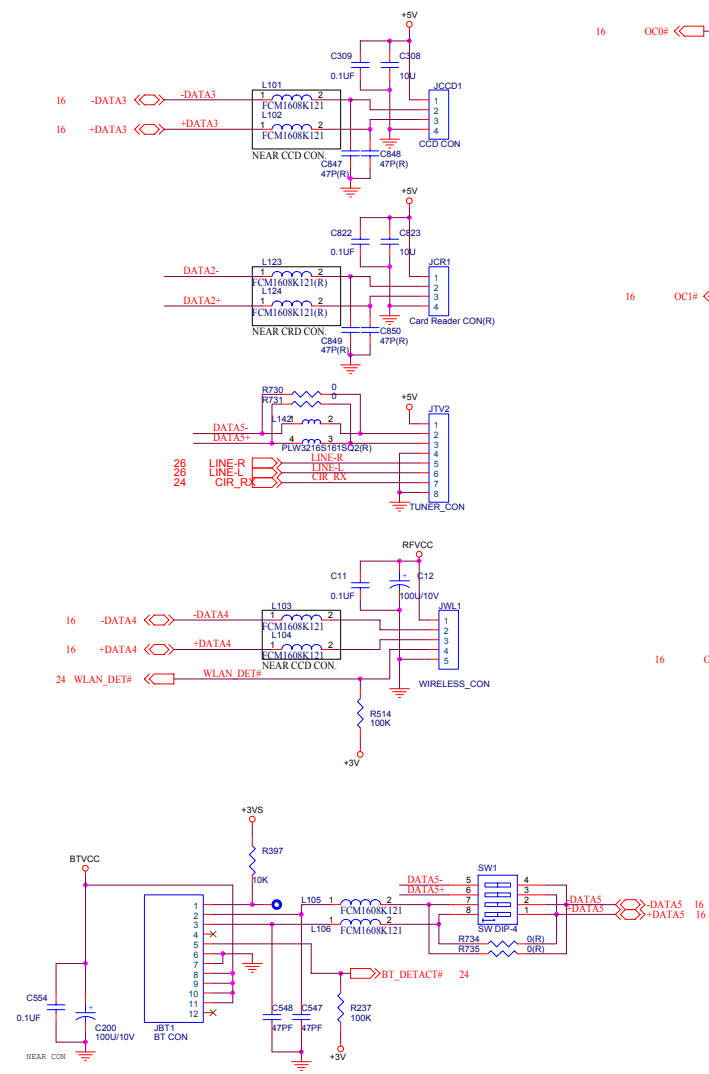 +5V
16 OC0#
C309
C308
0.1UF
10U
L101
JCCD1
16 -DATA3 -DATA3 1 2
FCM1608K121
L102
16 +DATA3 +DATA3 1 2
FCM1608K121
1
2
3
4
CCD CON
NEAR CCD CON.
C847
C848
47P(R)
47P(R)
+5V
C822
C823
0.1UF
10U
L123
JCR1
DATA2- 1 2
FCM1608K121(R)
L124
DATA2+ 1 2
FCM1608K121(R)
1
2
3
4
Card Reader CON(R)
NEAR CRD CON.
C849
C850
47P(R)
47P(R)
16 OC1#
R730 0
R731 0
+5V
JTV2
L142
1 2
DATA5-
DATA5+
4 3
PLW3216S161SQ2(R)
26 LINE-R LINE-R
26 LINE-L LINE-L
24 CIR_RX CIR_RX
1
2
3
4
5
6
7
8
TUNER_CON
RFVCC
C11
C12
+
0.1UF
100U/10V
L103
JWL1
16 -DATA4 -DATA4 1 2
FCM1608K121
L104
16 +DATA4 +DATA4 1 2
FCM1608K121
NEAR CCD CON.
1
2
3
4
5
24 WLAN_DET# WLAN_DET#
WIRELESS_CON
16 O
R514
100K
+3V
+3VS
R397
10K
BTVCC
SW1
DATA5- 5 4
DATA5+ 6 3
7 2
8 1
SW DIP-4
-DATA5 -DATA5 16
+DATA5 +DATA5 16
L105 1 2
FCM1608K121
L106 1 2
FCM1608K121
R734 0(R)
R735 0(R)
1
2
3
4
5
6
7
8
9
10
11
12
BT_DETACT# 24
JBT1
BT CON
C554
0.1UF
+
C200
100U/10V
NEAR CON
C548
C547
47PF
47PF
R237
100K
+3V